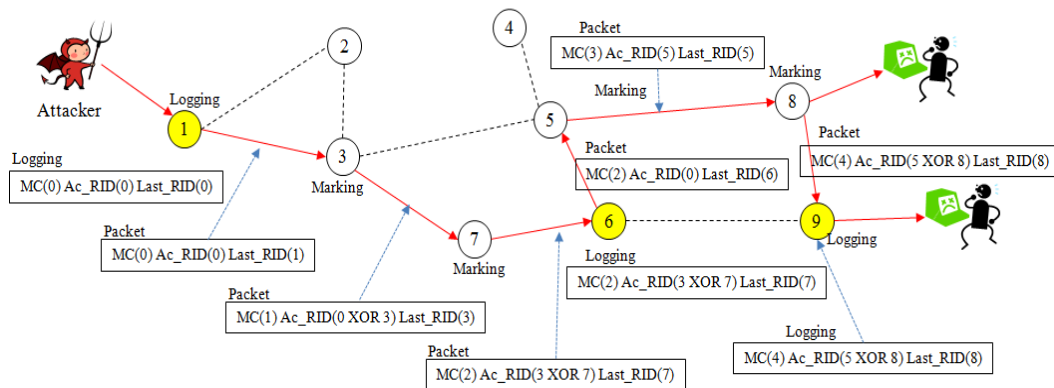 4
Packet
MC(3) Ac_RID(5) Last_RID(5)
2
Marking
Attacker
Logging
Marking
8
1
5
3
Packet
Logging
Packet
MC(4) Ac_RID(5 XOR 8) Last_RID(8)
MC(0) Ac_RID(0) Last_RID(0)
Marking
MC(2) Ac_RID(0) Last_RID(6)
6
9
Packet
7
Logging
MC(0) Ac_RID(0) Last_RID(1)
Marking
Logging
MC(2) Ac_RID(3 XOR 7) Last_RID(7)
Packet
MC(1) Ac_RID(0 XOR 3) Last_RID(3)
Logging
Packet
MC(4) Ac_RID(5 XOR 8) Last_RID(8)
MC(2) Ac_RID(3 XOR 7) Last_RID(7)